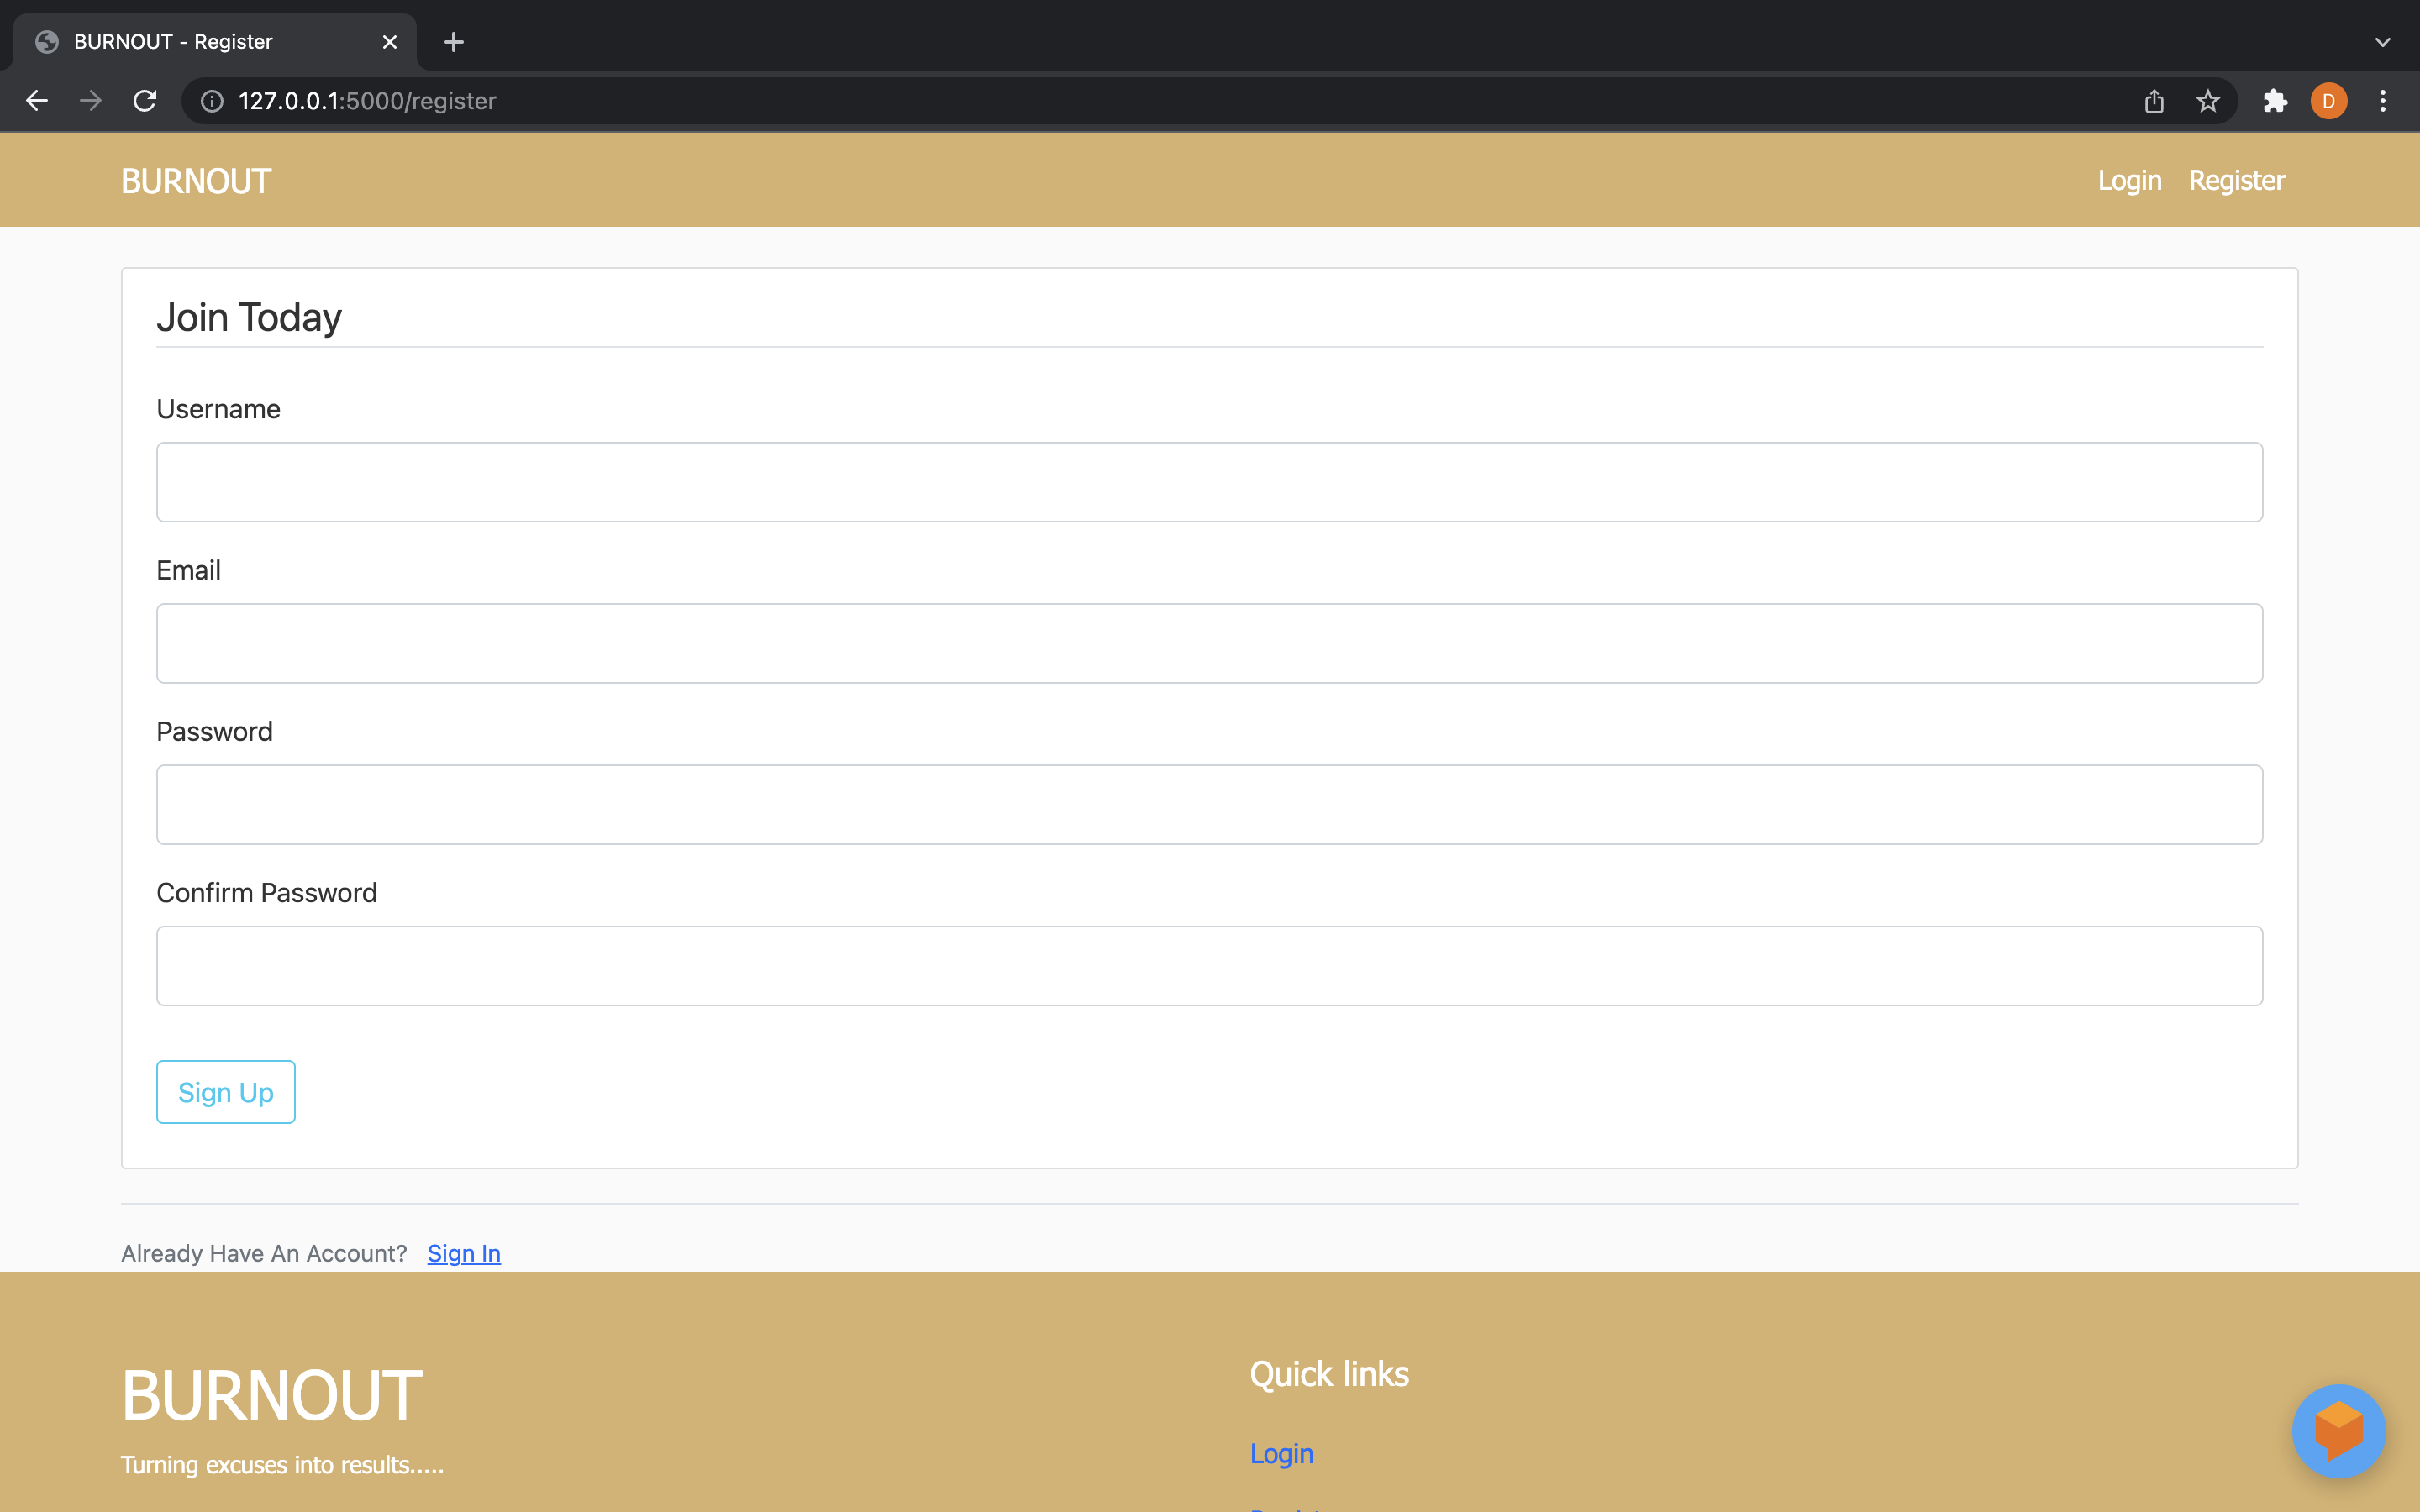 BURNOUT - Register
127.0.0.1:5000/register
D
BURNOUT
Login Register
Join Today
Username
Email
Password
Confirm Password
Sign Up
Already Have An Account? Sign In
BURNOUT
Turning excuses into results.....
Quick links
Login